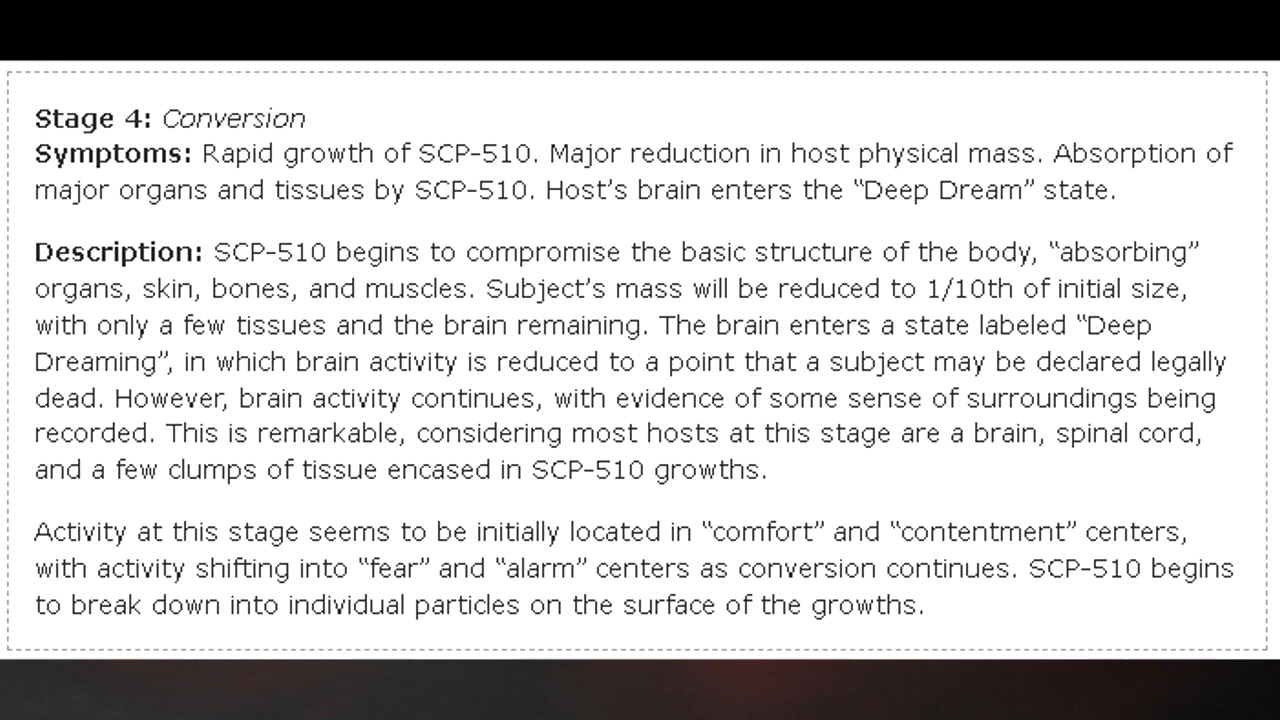 Stage 4: Conversion
Symptoms: Rapid growth of SCP-510. Major reduction in host physical mass. Absorption of
major organs and tissues by SCP-510. Host’s brain enters the “Deep Dream” state.
Description: SCP-510 begins to compromise the basic structure of the body, “absorbing”
organs, skin, bones, and muscles. Subject’s mass will be reduced to 1/10th of initial size,
with only a few tissues and the brain remaining. The brain enters a state labeled “Deep
Dreaming”, in which brain activity is reduced to a point that a subject may be declared legally
dead. However, brain activity continues, with evidence of some sense of surroundings being
recorded. This is remarkable, considering most hosts at this stage are a brain, spinal cord,
and a few clumps of tissue encased in SCP-510 growths.
Activity at this stage seems to be initially located in “comfort” and “contentment” centers,
with activity shifting into “fear” and “alarm” centers as conversion continues. SCP-510 begins
to break down into individual particles on the surface of the growths.